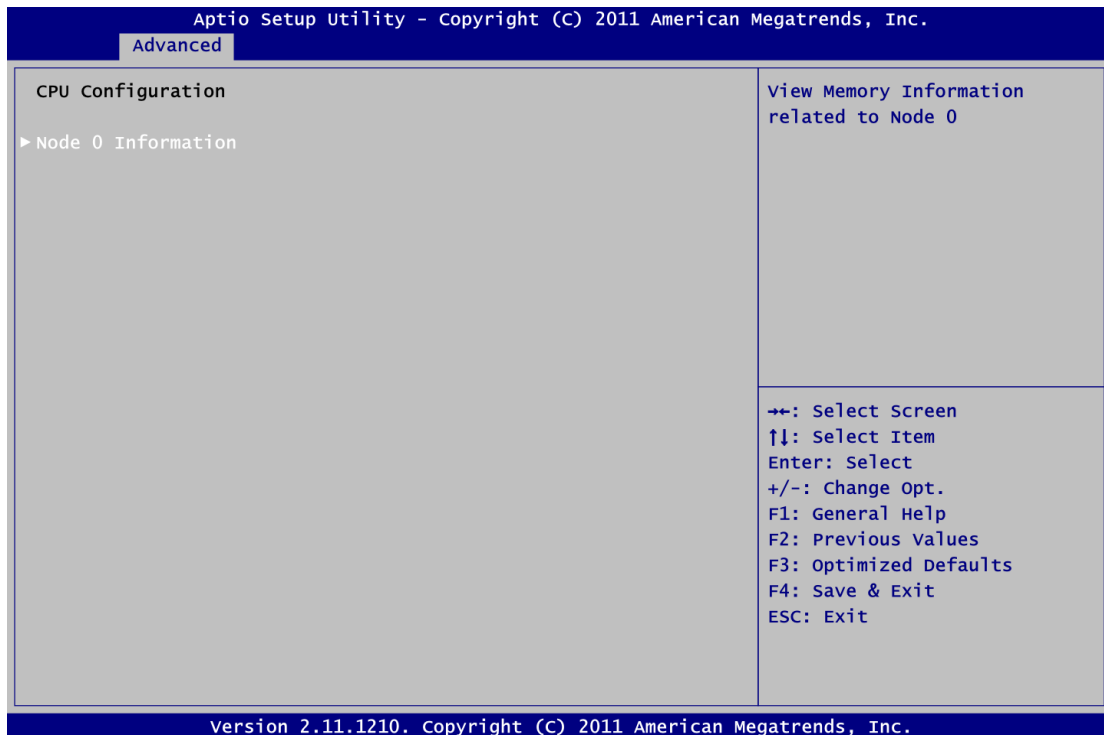 Aptio Setup Utility - Copyright (C) 2011 American Megatrends, Inc.
Advanced
CPU Configuration
▶ Node 0 Information
View Memory Information
related to Node 0
→←: Select Screen
↑↓: Select Item
Enter: Select
+/-: Change Opt.
F1: General Help
F2: Previous Values
F3: Optimized Defaults
F4: Save & Exit
ESC: Exit
Version 2.11.1210. Copyright (C) 2011 American Megatrends, Inc.